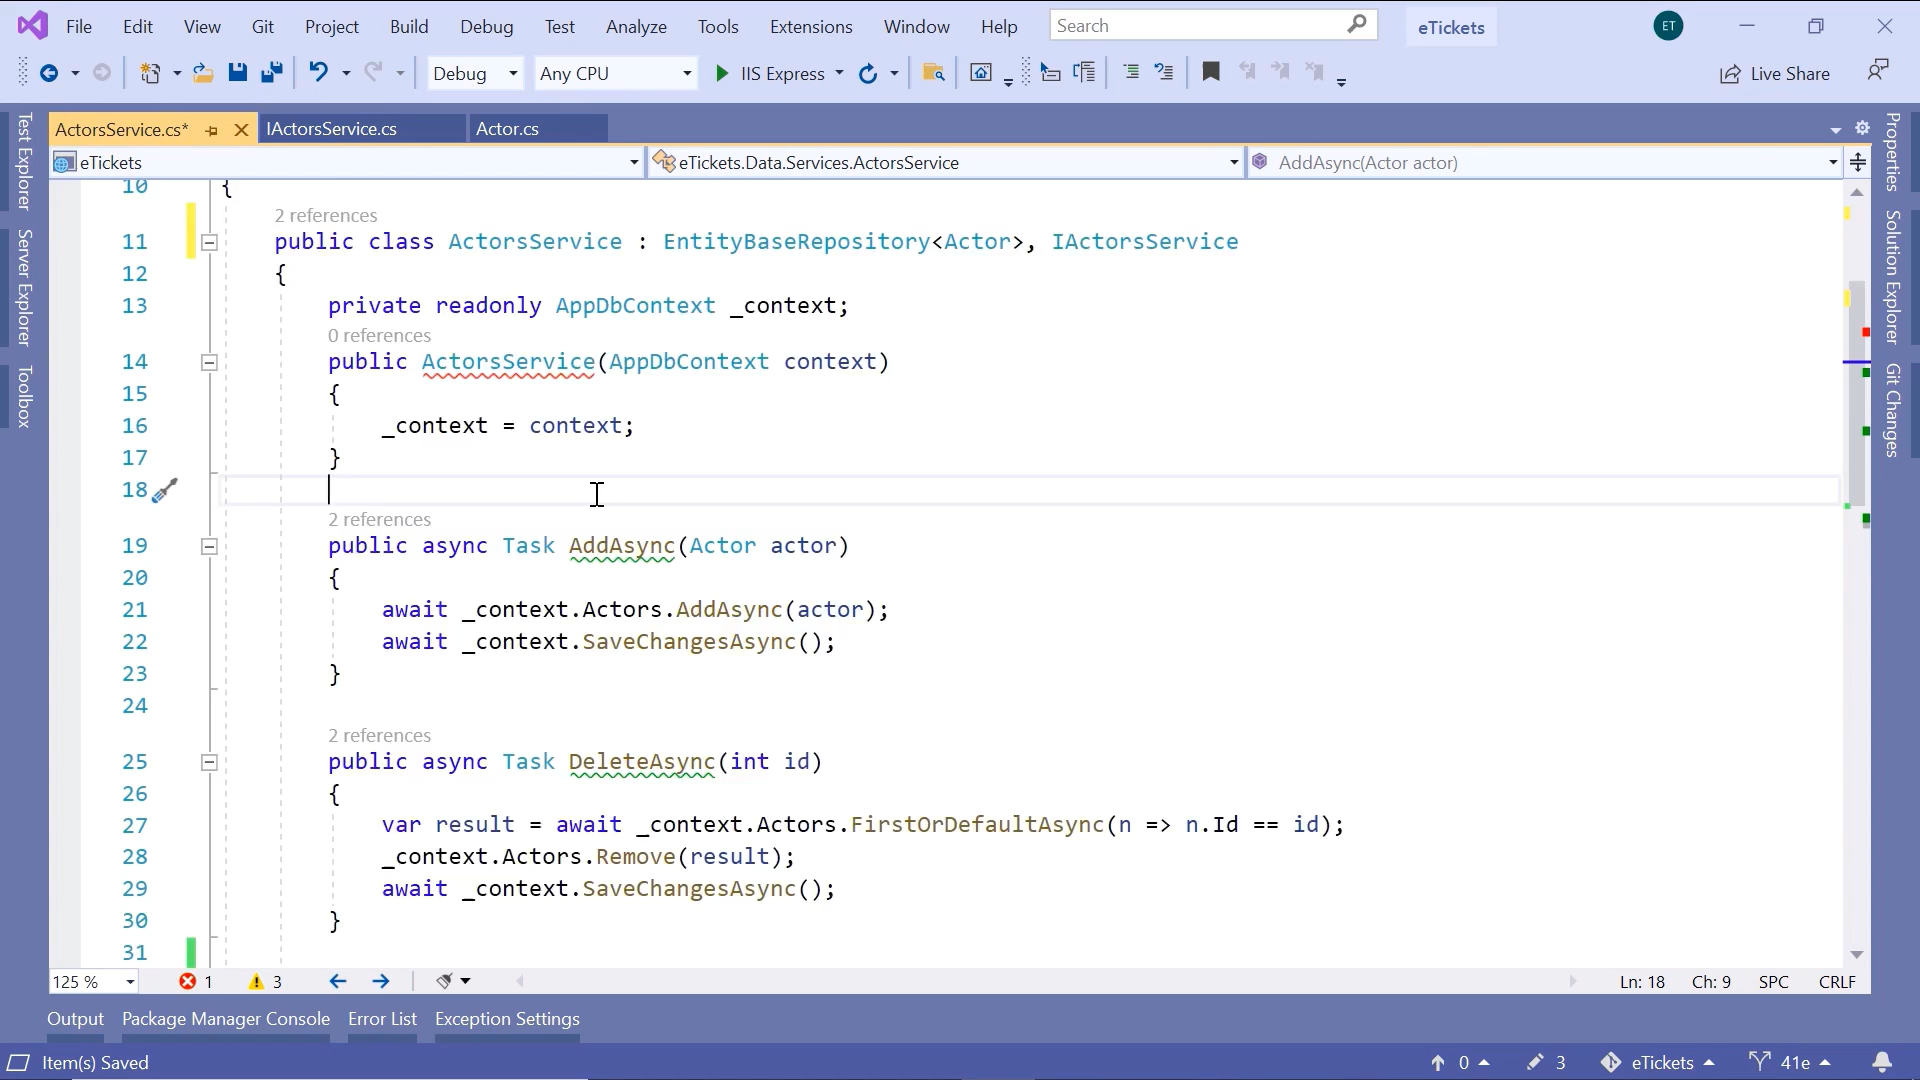 File Edit View Git Project Build Debug Test Analyze Tools Extensions Window Help Search eTickets ET
Debug Any CPU IIS Express Live Share
ActorsService.cs* IActorsService.cs Actor.cs
eTickets eTickets.Data.Services.ActorsService AddAsync(Actor actor)
Test Explorer
Server Explorer
Toolbox
Properties
Solution Explorer
Git Changes
10 {
2 references
11 public class ActorsService : EntityBaseRepository<Actor>, IActorsService
12 {
13 private readonly AppDbContext _context;
0 references
14 public ActorsService(AppDbContext context)
15 {
16 _context = context;
17 }
18
2 references
19 public async Task AddAsync(Actor actor)
20 {
21 await _context.Actors.AddAsync(actor);
22 await _context.SaveChangesAsync();
23 }
24
2 references
25 public async Task DeleteAsync(int id)
26 {
27 var result = await _context.Actors.FirstOrDefaultAsync(n => n.Id == id);
28 _context.Actors.Remove(result);
29 await _context.SaveChangesAsync();
30 }
31
125 % 1 3 Ln: 18 Ch: 9 SPC CRLF
Output Package Manager Console Error List Exception Settings
Item(s) Saved 0 3 eTickets 41e